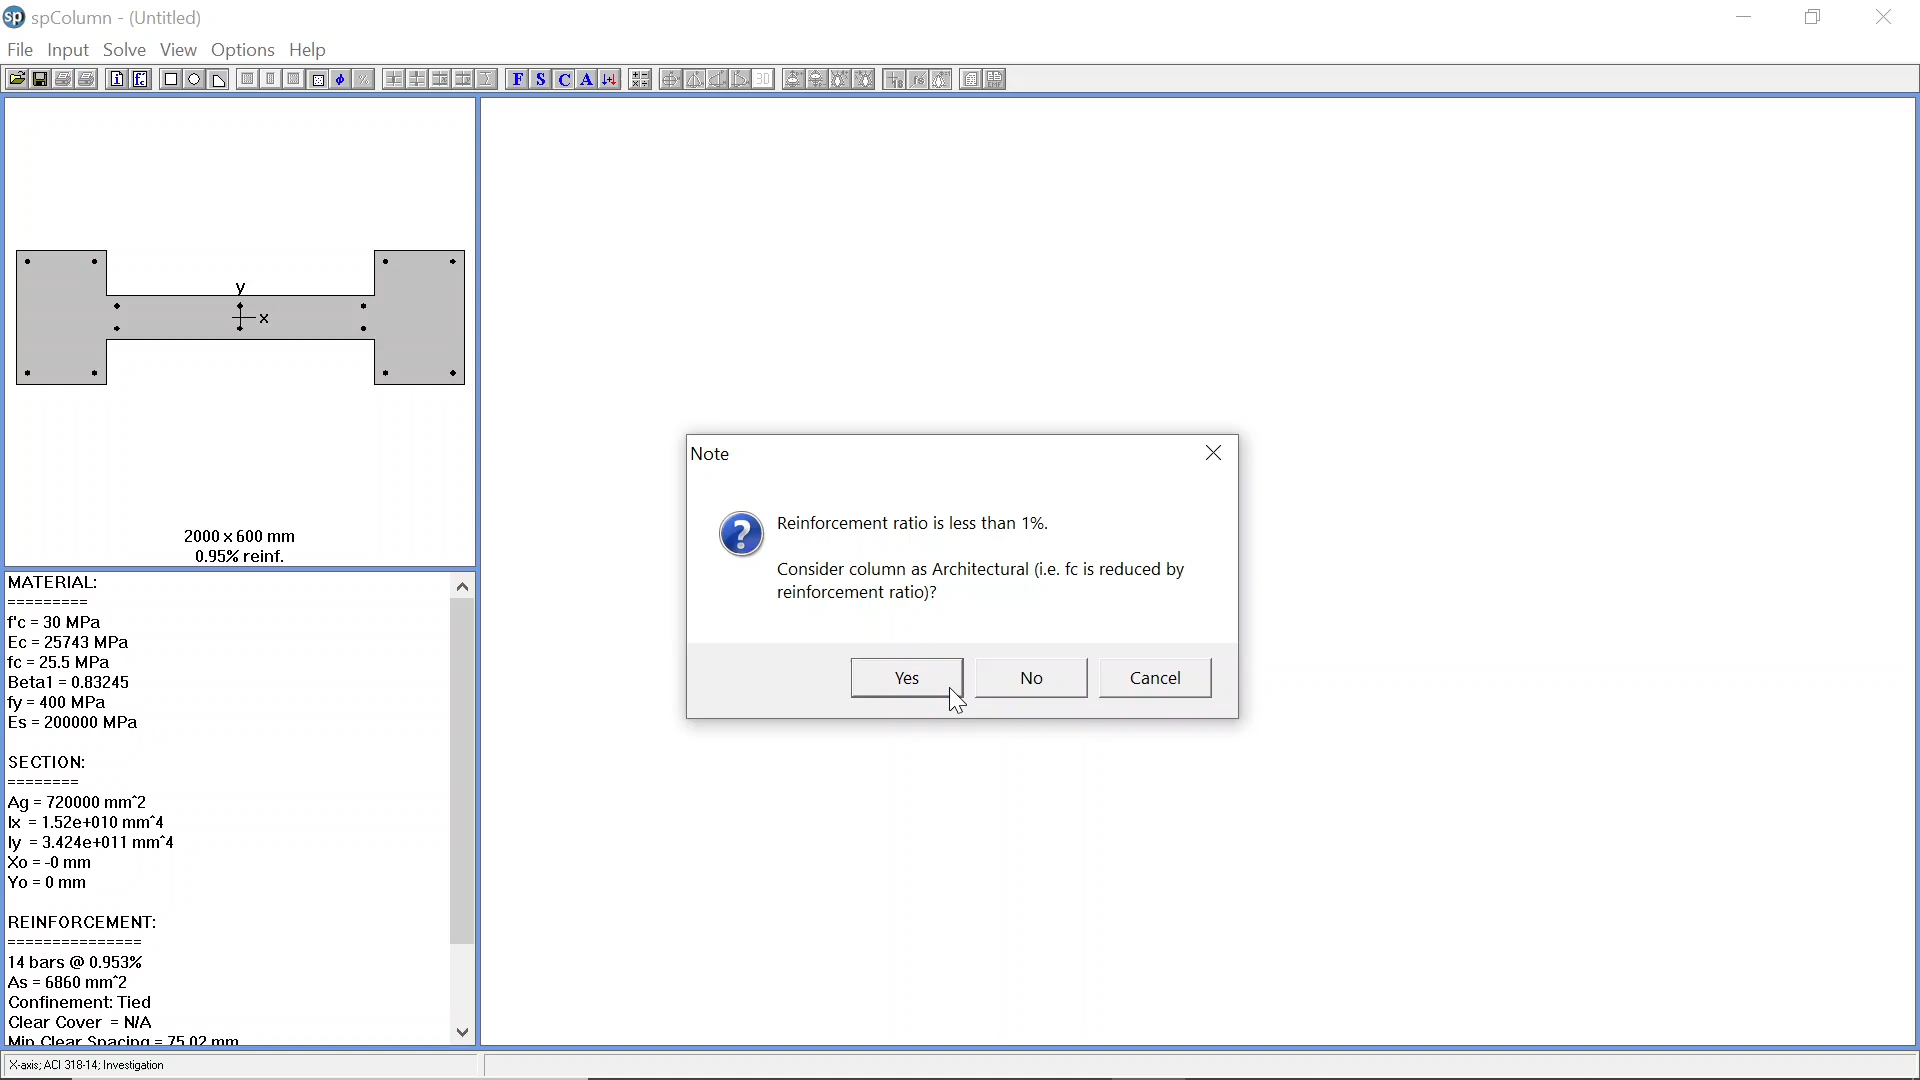 sp spColumn - (Untitled)
File Input Solve View Options Help
i fc φ % F S C A 3D fs
y
x
2000 x 600 mm
0.95% reinf.
MATERIAL:
=========
f'c = 30 MPa
Ec = 25743 MPa
fc = 25.5 MPa
Beta1 = 0.83245
fy = 400 MPa
Es = 200000 MPa
SECTION:
========
Ag = 720000 mm^2
Ix = 1.52e+010 mm^4
Iy = 3.424e+011 mm^4
Xo = -0 mm
Yo = 0 mm
REINFORCEMENT:
===============
14 bars @ 0.953%
As = 6860 mm^2
Confinement: Tied
Clear Cover = N/A
Min Clear Spacing = 75.02 mm
Note
Reinforcement ratio is less than 1%.
Consider column as Architectural (i.e. fc is reduced by
reinforcement ratio)?
Yes No Cancel
X-axis; ACI 318-14; Investigation